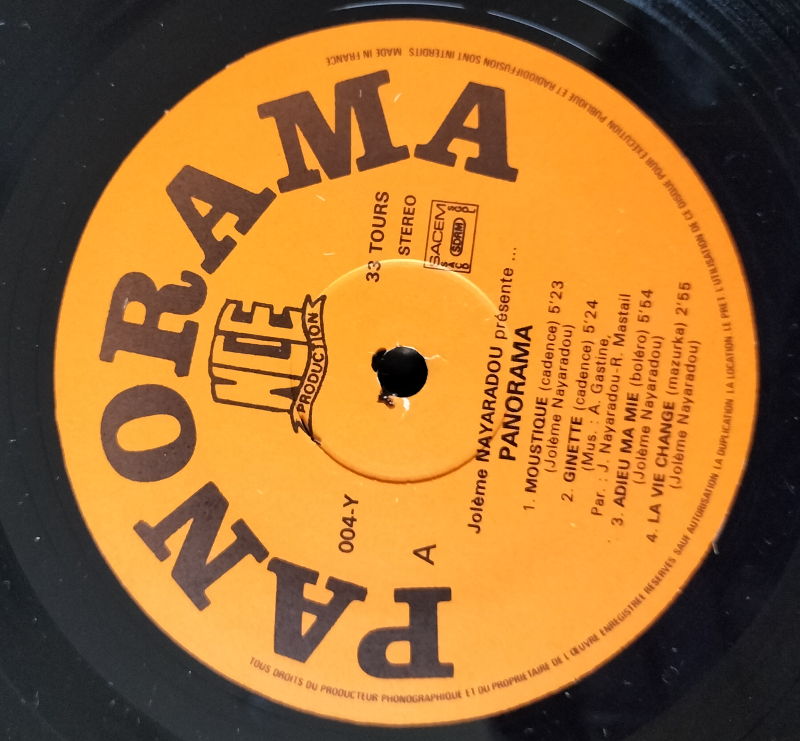 PANORAMA
NCE
PRODUCTION
33 TOURS
STEREO
SACEM
SDRM
SACD
SGDL
004-Y
A
Jolème NAYARADOU présente ...
PANORAMA
1. MOUSTIQUE (cadence) 5'23
(Jolème Nayaradou)
2. GINETTE (cadence) 5'24
(Mus. : A. Gastine,
Par. : J. Nayaradou-R. Mastail
3. ADIEU MA MIE (boléro) 5'54
(Jolème Nayaradou)
4. LA VIE CHANGE (mazurka) 2'55
(Jolème Nayaradou)
TOUS DROITS DU PRODUCTEUR PHONOGRAPHIQUE ET DU PROPRIETAIRE DE L'ŒUVRE ENREGISTREE RESERVES SAUF AUTORISATION LA DUPLICATION LA LOCATION. LE PRET L'UTILISATION DE CE DISQUE POUR EXECUTION PUBLIQUE ET RADIODIFFUSION SONT INTERDITS MADE IN FRANCE